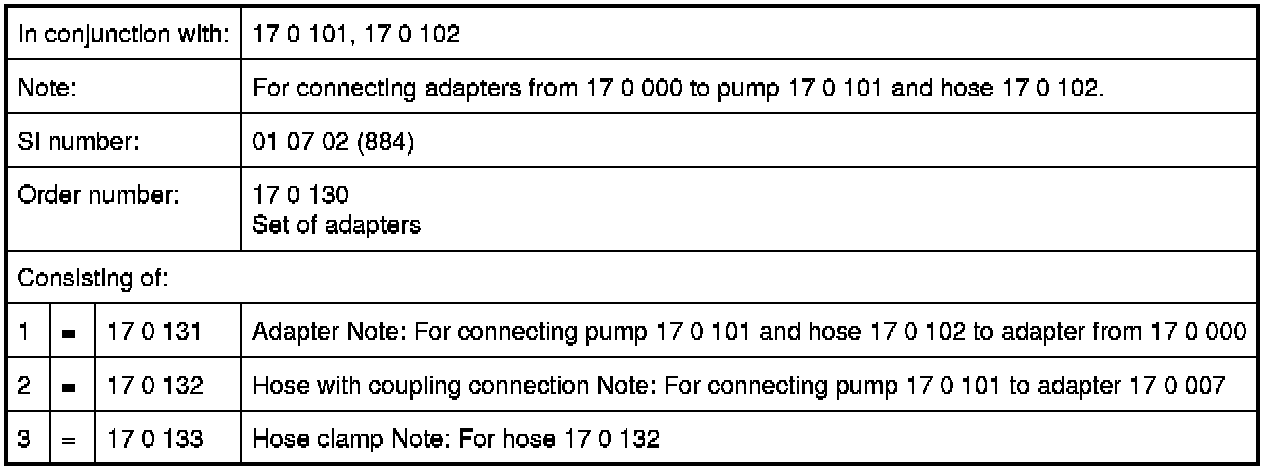 In conjunction with: 17 0 101, 17 0 102
Note: For connecting adapters from 17 0 000 to pump 17 0 101 and hose 17 0 102.
SI number: 01 07 02 (884)
Order number: 17 0 130
Set of adapters
Consisting of:
1 = 17 0 131 Adapter Note: For connecting pump 17 0 101 and hose 17 0 102 to adapter from 17 0 000
2 = 17 0 132 Hose with coupling connection Note: For connecting pump 17 0 101 to adapter 17 0 007
3 = 17 0 133 Hose clamp Note: For hose 17 0 132